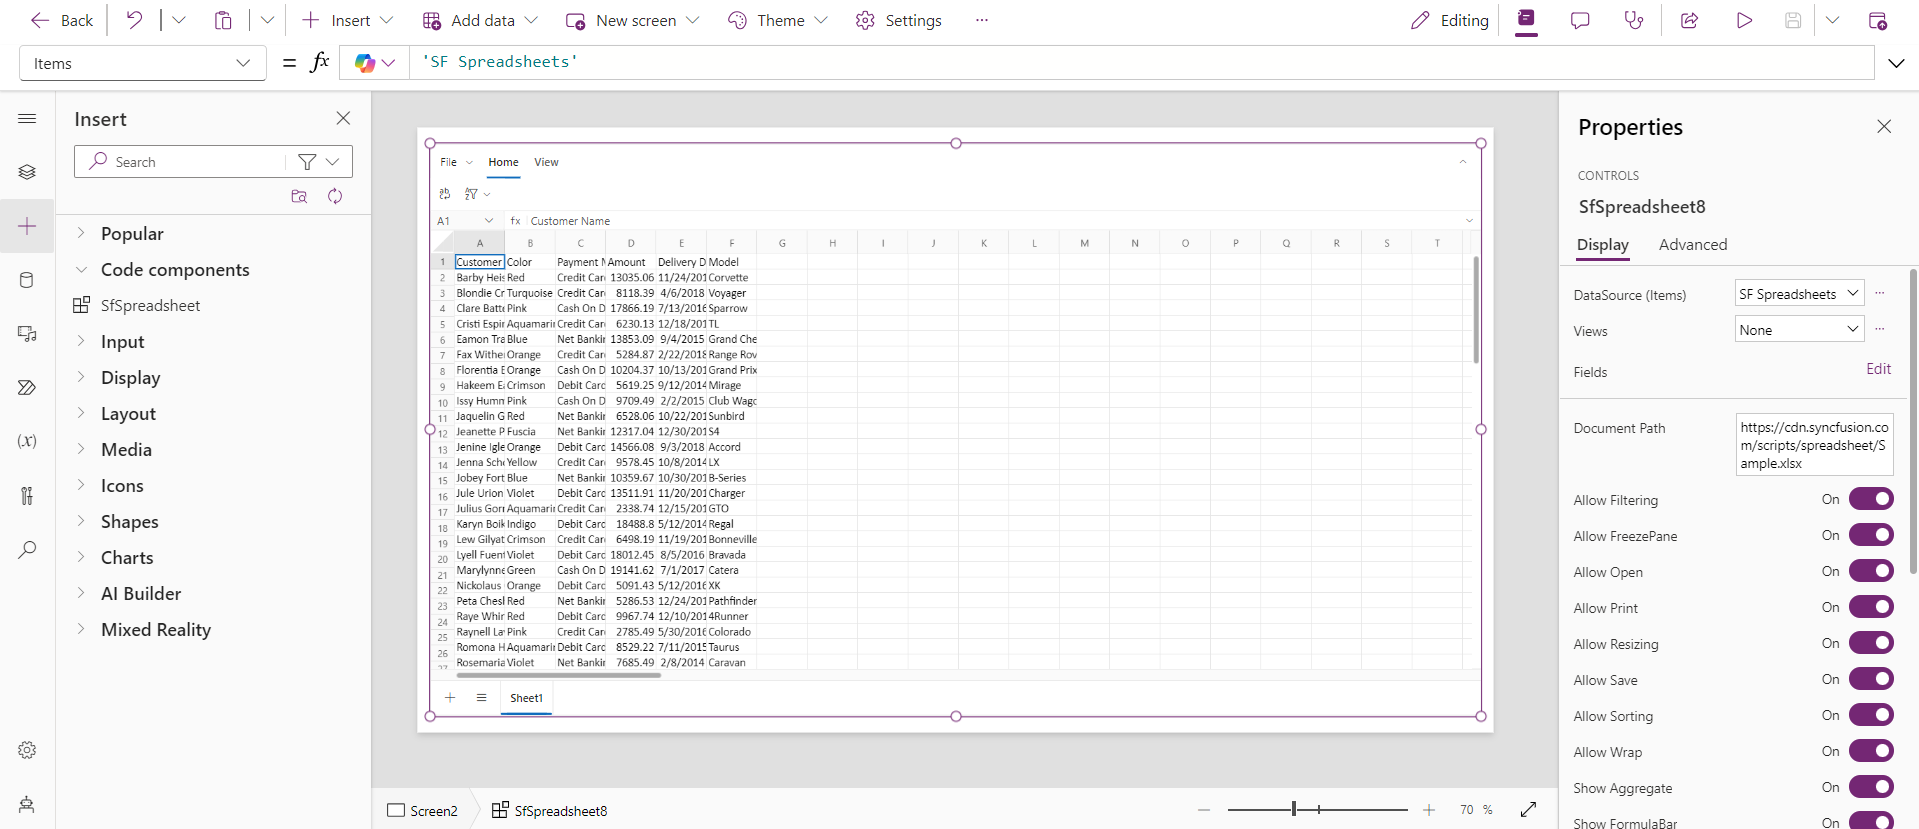 Back
Insert
Add data
New screen
Theme
Settings
Editing
Items
= fx
'SF Spreadsheets'
Insert
Search
Popular
Code components
SfSpreadsheet
Input
Display
Layout
Media
Icons
Shapes
Charts
AI Builder
Mixed Reality
File Home View
A1 fx Customer Name
A B C D E F G H I J K L M N O P Q R S T
1 Customer Color Payment Amount Delivery D Model
2 Barby Heis Red Credit Car 13035.06 11/24/201 Corvette
3 Blondie Cr Turquoise Credit Car 8118.39 4/6/2018 Voyager
4 Clare Batt Pink Cash On D 17866.19 7/13/2016 Sparrow
5 Cristi Espir Aquamari Credit Car 6230.13 12/18/201 TL
6 Eamon Tra Blue Net Bankir 13853.09 9/4/2015 Grand Che
7 Fax Wither Orange Credit Car 5284.87 2/22/2018 Range Rov
8 Florentia E Orange Cash On D 10204.37 10/13/201 Grand Prix
9 Hakeem Ea Crimson Debit Card 5619.25 9/12/2014 Mirage
10 Issy Humm Pink Cash On D 9709.49 2/2/2015 Club Wago
11 Jaquelin G Red Net Bankir 6528.06 10/22/201 Sunbird
12 Jeanette P Fuscia Net Bankir 12317.04 12/30/201 S4
13 Jenine Igle Orange Debit Card 14566.08 9/3/2018 Accord
14 Jenna Sch Yellow Credit Car 9578.45 10/8/2014 LX
15 Jobey Fort Blue Net Bankir 10359.67 10/30/201 B-Series
16 Jule Urion Violet Debit Card 13511.91 11/20/201 Charger
17 Julius Gorr Aquamari Credit Car 2338.74 12/15/201 GTO
18 Karyn Boik Indigo Debit Card 18488.8 5/12/2014 Regal
19 Lew Gilyat Crimson Credit Car 6498.19 11/19/201 Bonneville
20 Lyell Fuent Violet Debit Card 18012.45 8/5/2016 Bravada
21 Marylynne Green Cash On D 19141.62 7/1/2017 Catera
22 Nickolaus Orange Debit Card 5091.43 5/12/2016 XK
23 Peta Chesl Red Net Bankir 5286.53 12/24/201 Pathfinder
24 Raye Whir Red Debit Card 9967.74 12/10/201 4Runner
25 Raynell La Pink Credit Car 2785.49 5/30/2016 Colorado
26 Romona H Aquamari Debit Card 8529.22 7/11/2015 Taurus
27 Rosemaria Violet Net Bankir 7685.49 2/8/2014 Caravan
Sheet1
Screen2
SfSpreadsheet8
70 %
Properties
CONTROLS
SfSpreadsheet8
Display Advanced
DataSource (Items) SF Spreadsheets
Views None
Fields Edit
Document Path
https://cdn.syncfusion.co
m/scripts/spreadsheet/S
ample.xlsx
Allow Filtering On
Allow FreezePane On
Allow Open On
Allow Print On
Allow Resizing On
Allow Save On
Allow Sorting On
Allow Wrap On
Show Aggregate On
Show FormulaBar On